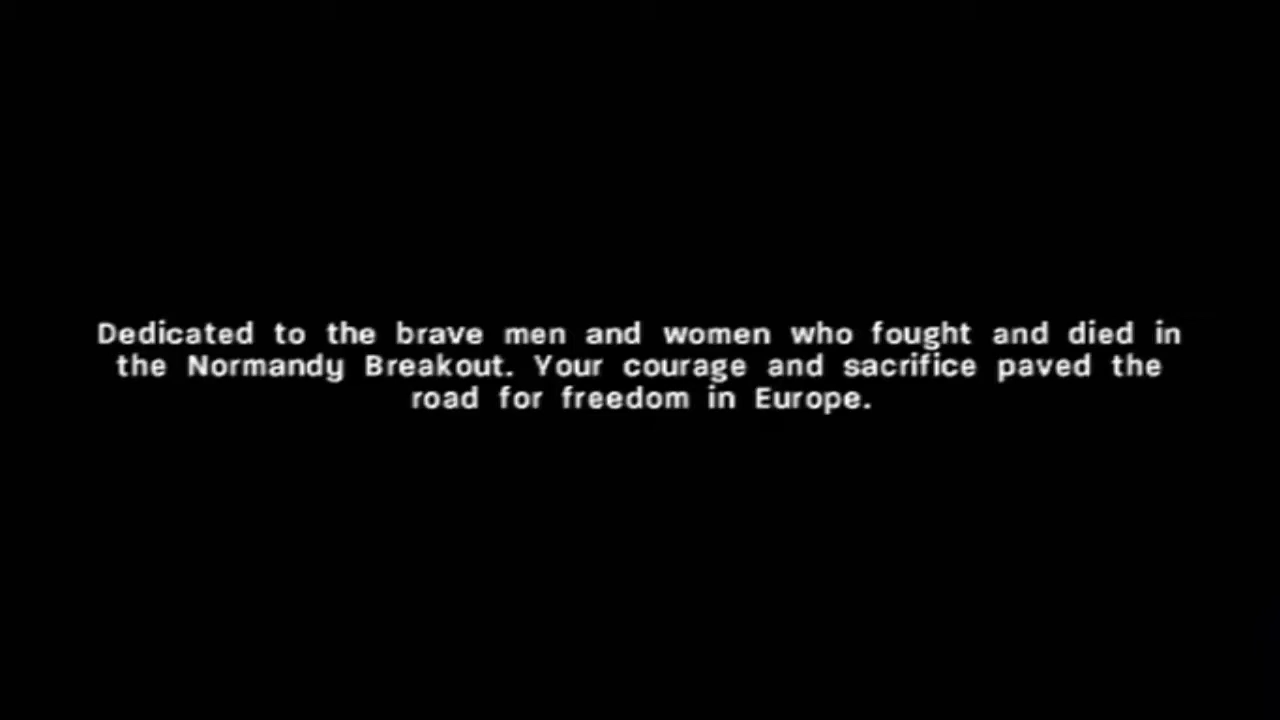 Dedicated to the brave men and women who fought and died in
the Normandy Breakout. Your courage and sacrifice paved the
road for freedom in Europe.